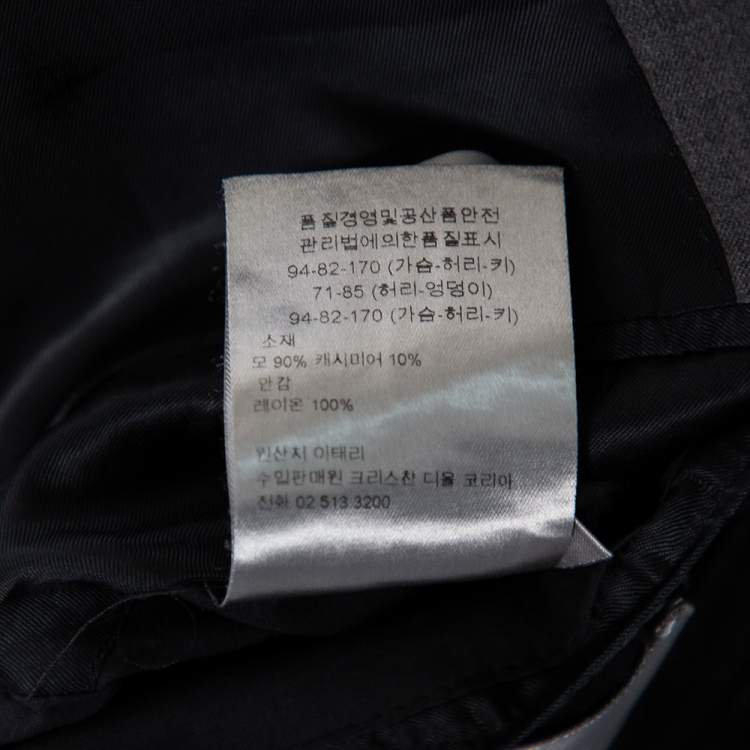 품질경영및공산품안전
관리법에의한품질표시
94-82-170 (가슴-허리-키)
71-85 (허리-엉덩이)
94-82-170 (가슴-허리-키)
소재
모 90% 캐시미어 10%
안감
레이온 100%
원산지 이태리
수입판매원 크리스챤 디올 코리아
전화 02 513 3200